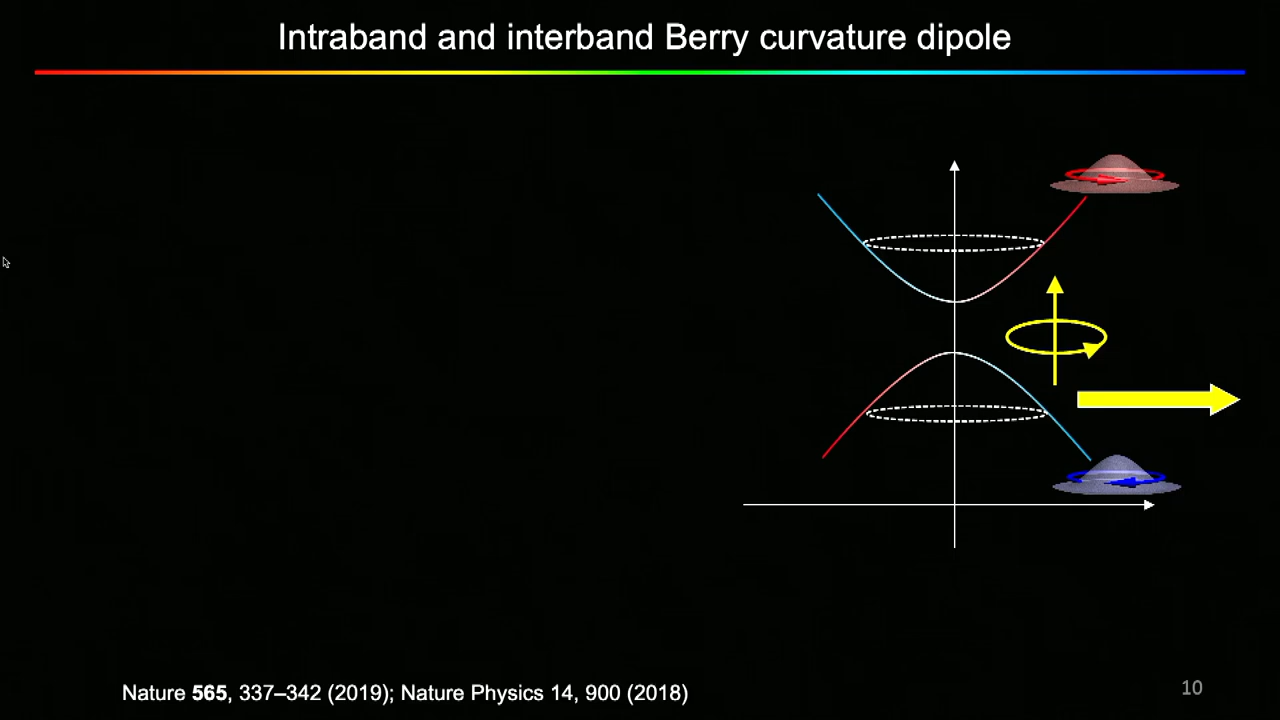 Intraband and interband Berry curvature dipole
Nature 565, 337–342 (2019); Nature Physics 14, 900 (2018)
10